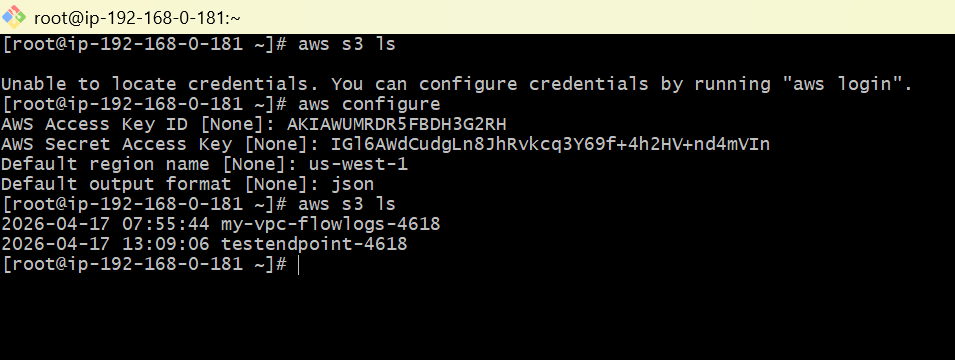 root@ip-192-168-0-181:~
[root@ip-192-168-0-181 ~]# aws s3 ls
Unable to locate credentials. You can configure credentials by running "aws login".
[root@ip-192-168-0-181 ~]# aws configure
AWS Access Key ID [None]: AKIAWUMRDR5FBDH3G2RH
AWS Secret Access Key [None]: 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
Default region name [None]: us-west-1
Default output format [None]: json
[root@ip-192-168-0-181 ~]# aws s3 ls
2026-04-17 07:55:44 my-vpc-flowlogs-4618
2026-04-17 13:09:06 testendpoint-4618
[root@ip-192-168-0-181 ~]#